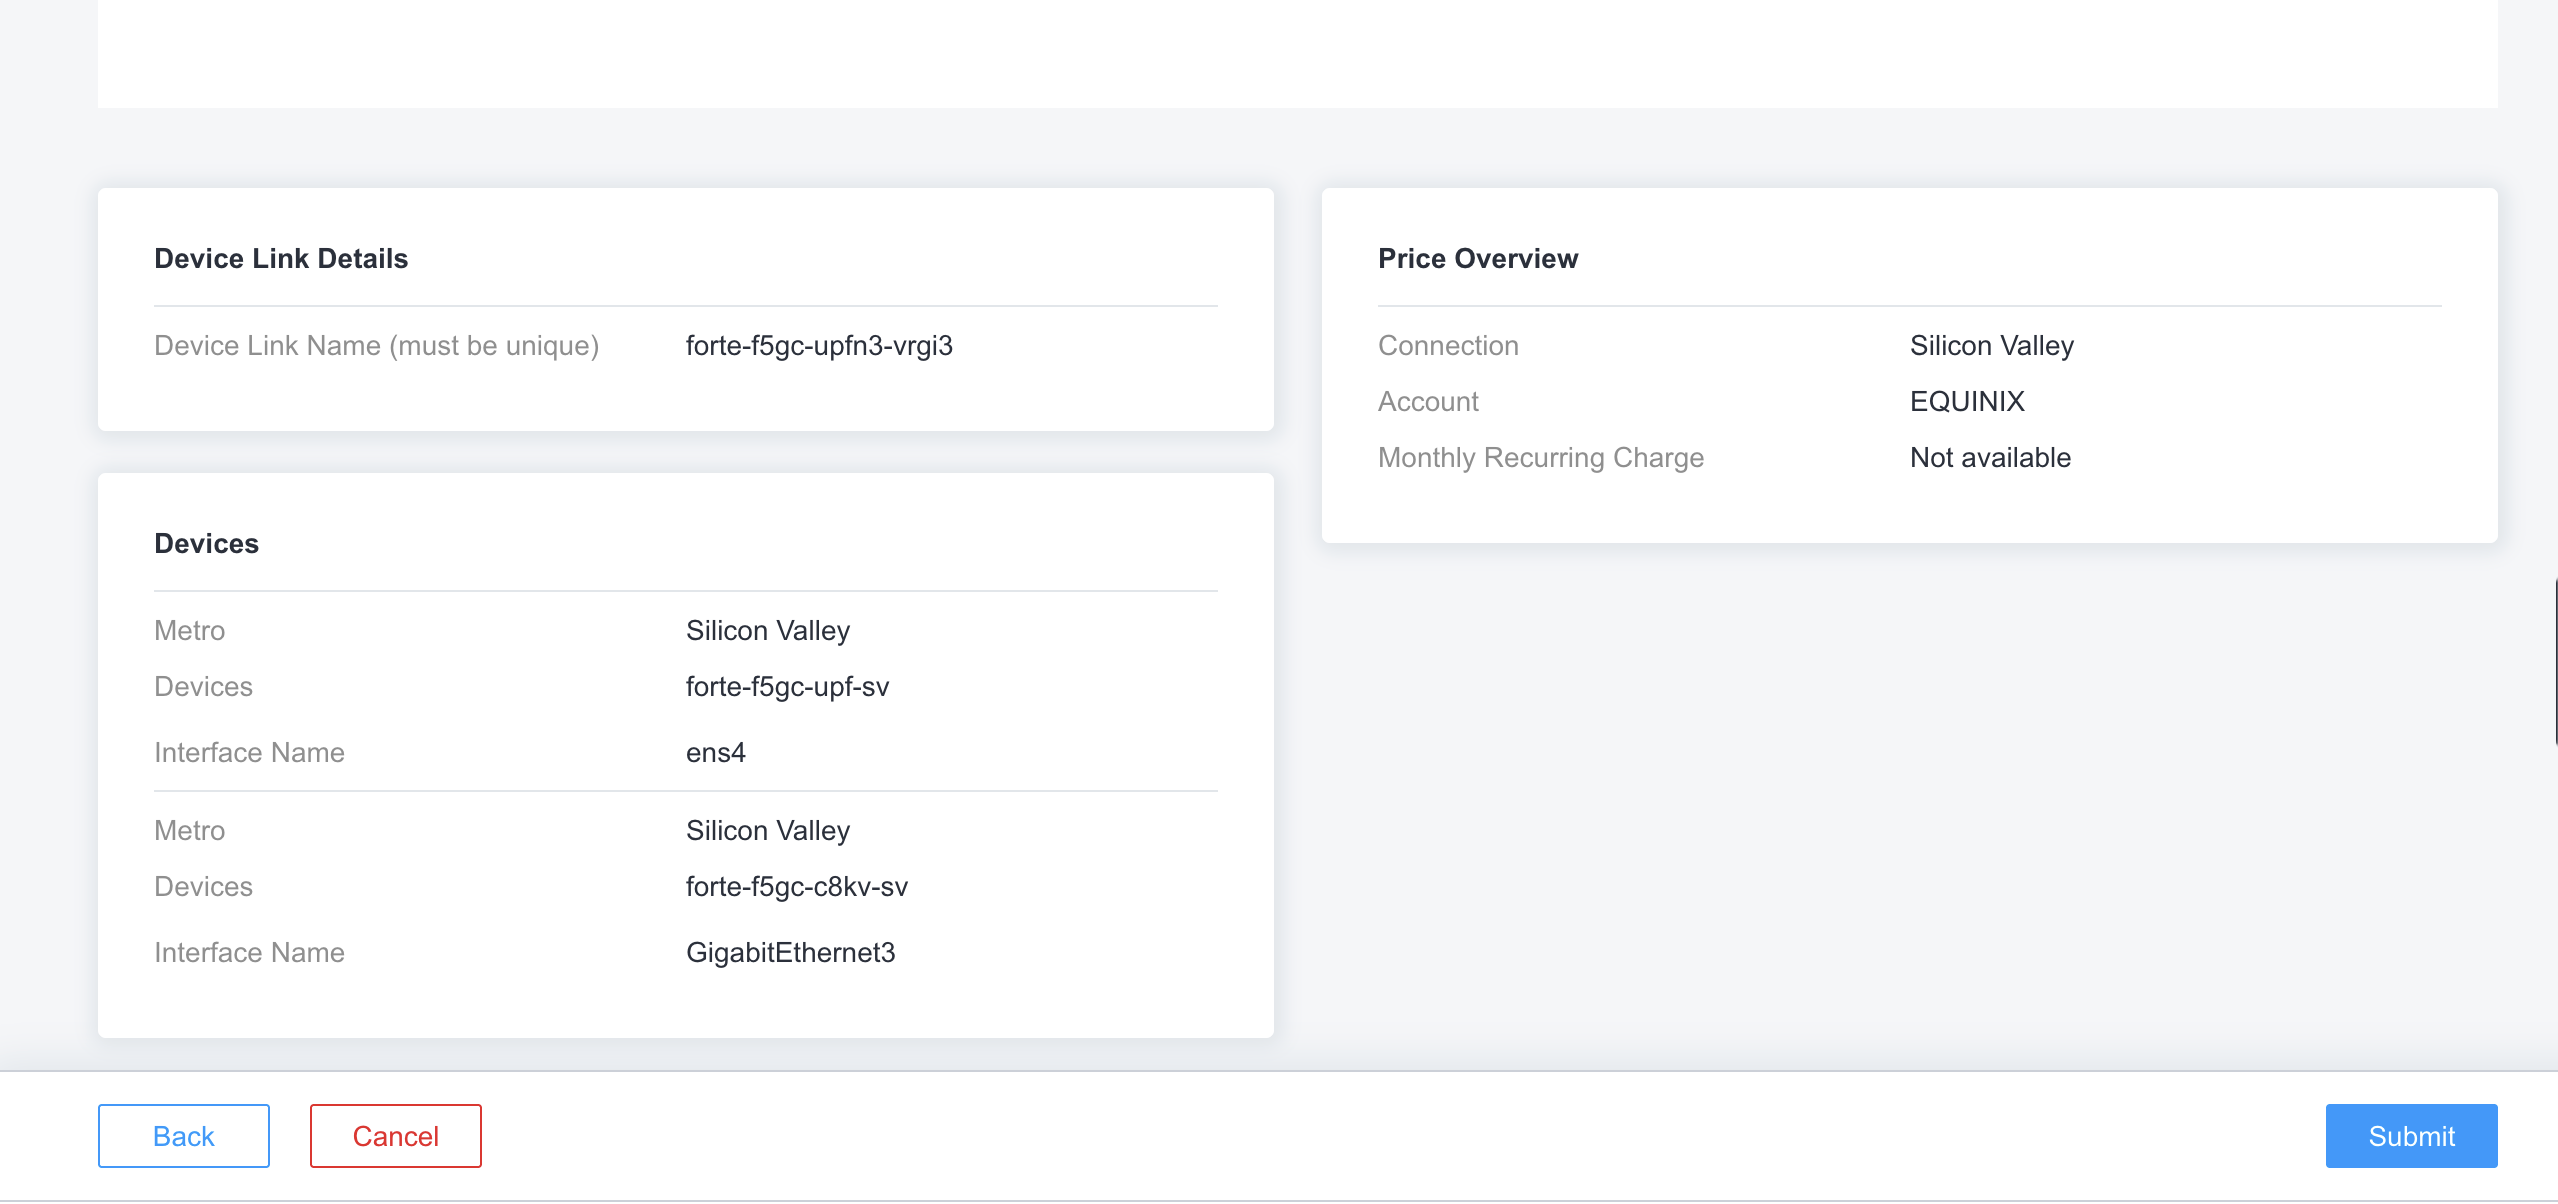 Device Link Details
Device Link Name (must be unique) forte-f5gc-upfn3-vrgi3
Devices
Metro Silicon Valley
Devices forte-f5gc-upf-sv
Interface Name ens4
Metro Silicon Valley
Devices forte-f5gc-c8kv-sv
Interface Name GigabitEthernet3
Price Overview
Connection Silicon Valley
Account EQUINIX
Monthly Recurring Charge Not available
Back Cancel Submit